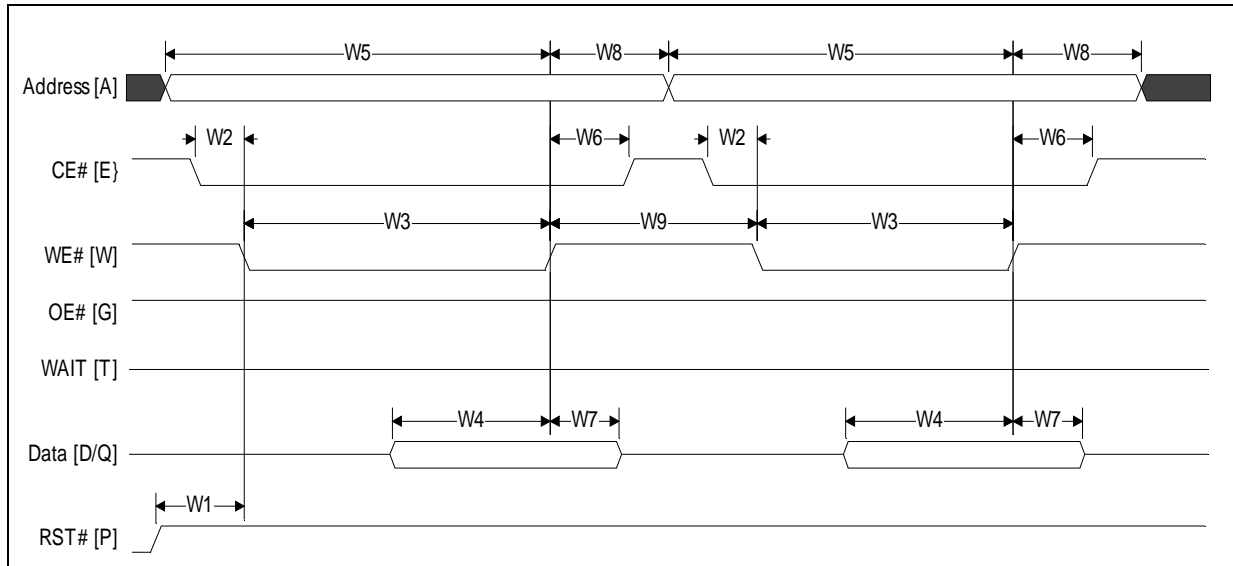 W5 W8 W5 W8
Address [A]
W2 W6 W2 W6
CE# [E}
W3 W9 W3
WE# [W]
OE# [G]
WAIT [T]
W4 W7 W4 W7
Data [D/Q]
W1
RST# [P]